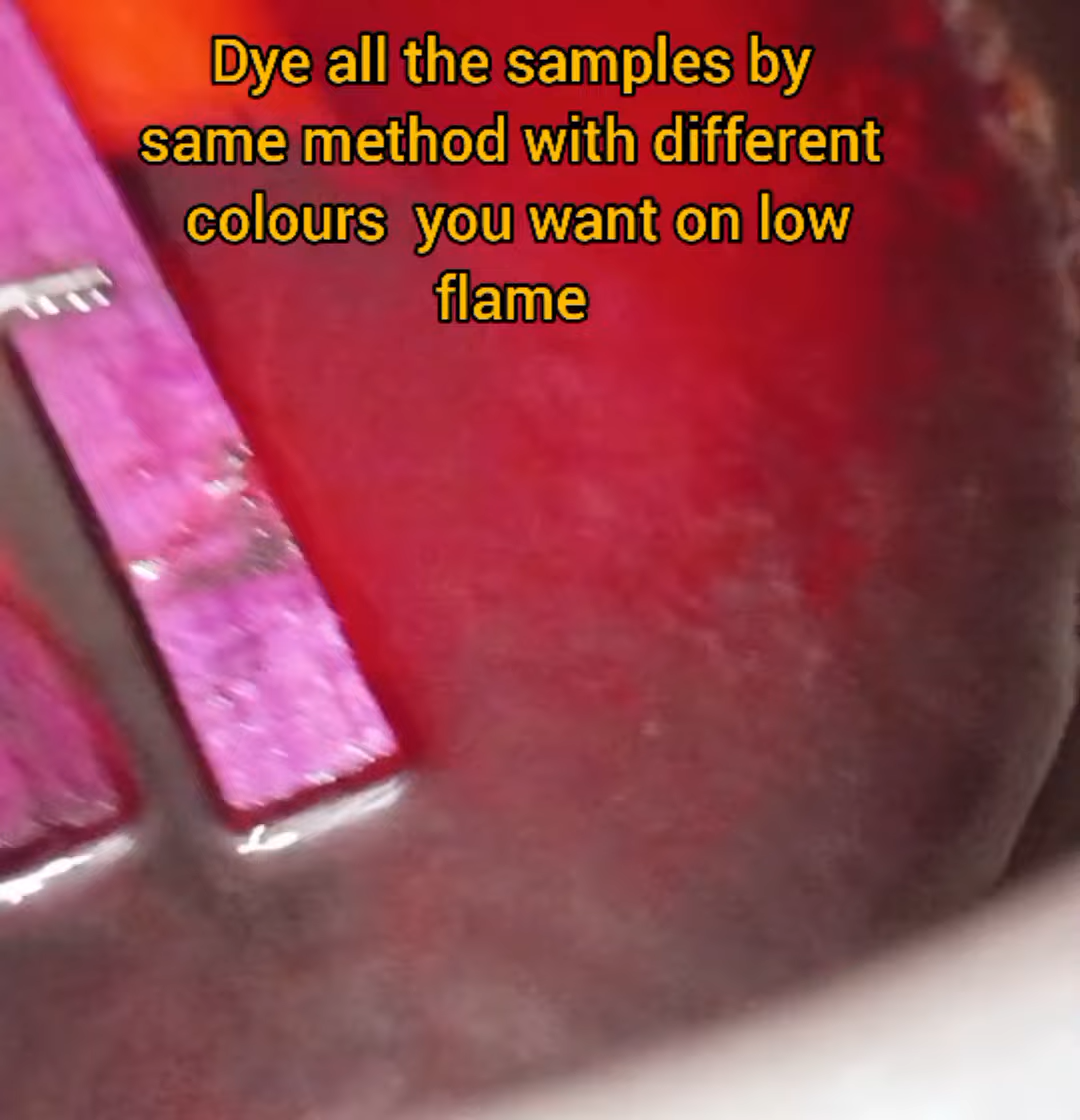 Dye all the samples by
same method with different
colours  you want on low
flame